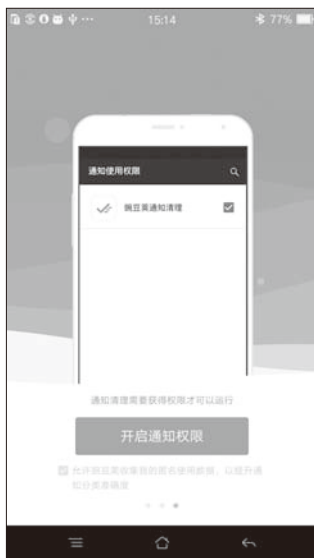 15:14
77%
通知使用权限
豌豆荚通知清理
通知清理需要获得权限才可以运行
开启通知权限
允许豌豆荚收集我的匿名使用数据，以提升通
知分类准确度